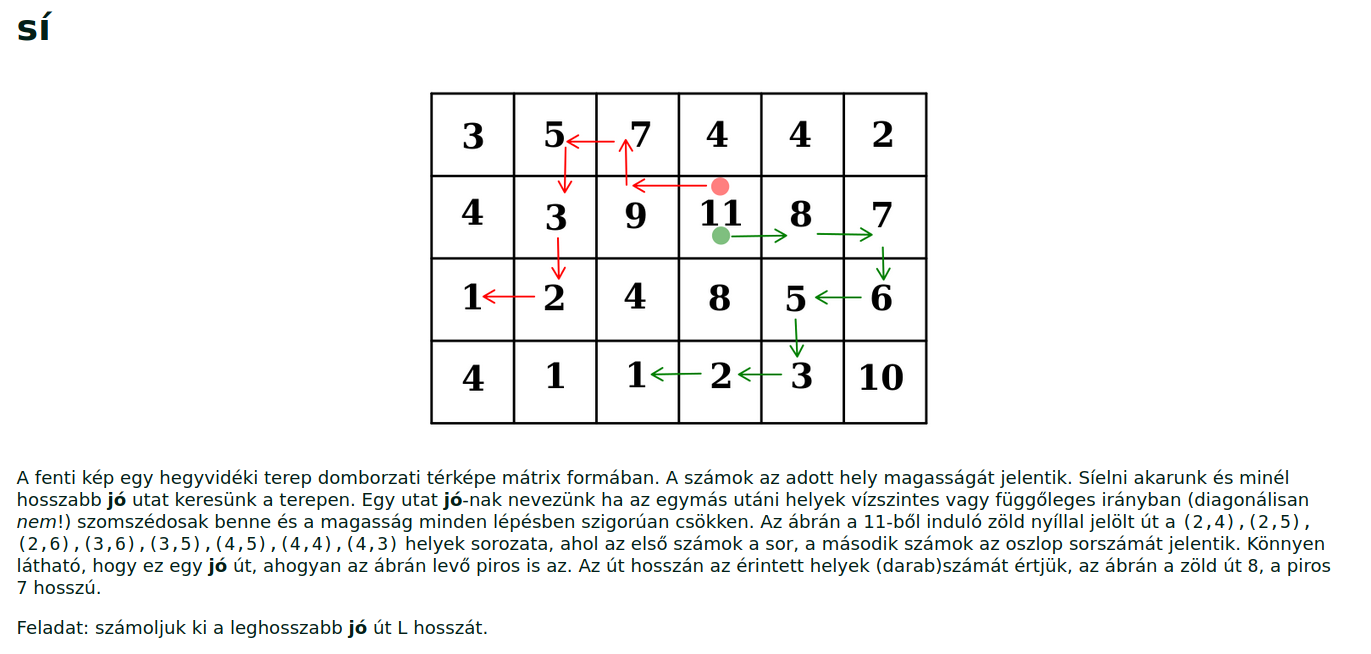 sí
3 5 7 4 4 2
4 3 9 11 8 7
1 2 4 8 5 6
4 1 1 2 3 10
A fenti kép egy hegyvidéki terep domborzati térképe mátrix formában. A számok az adott hely magasságát jelentik. Síelni akarunk és minél
hosszabb jó utat keresünk a terepen. Egy utat jó-nak nevezünk ha az egymás utáni helyek vízszintes vagy függőleges irányban (diagonálisan
nem!) szomszédosak benne és a magasság minden lépésben szigorúan csökken. Az ábrán a 11-ből induló zöld nyíllal jelölt út a (2,4),(2,5),
(2,6),(3,6),(3,5),(4,5),(4,4),(4,3) helyek sorozata, ahol az első számok a sor, a második számok az oszlop sorszámát jelentik. Könnyen
látható, hogy ez egy jó út, ahogyan az ábrán levő piros is az. Az út hosszán az érintett helyek (darab)számát értjük, az ábrán a zöld út 8, a piros
7 hosszú.
Feladat: számoljuk ki a leghosszabb jó út L hosszát.